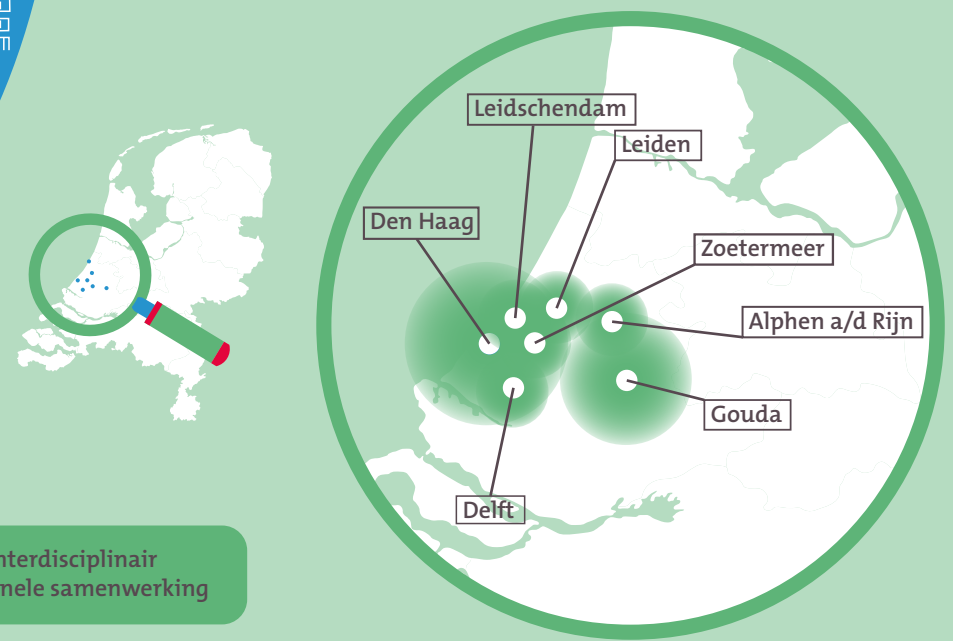 Leidschendam
Leiden
Den Haag
Zoetermeer
Alphen a/d Rijn
Gouda
Delft
nterdisciplinair
nele samenwerking